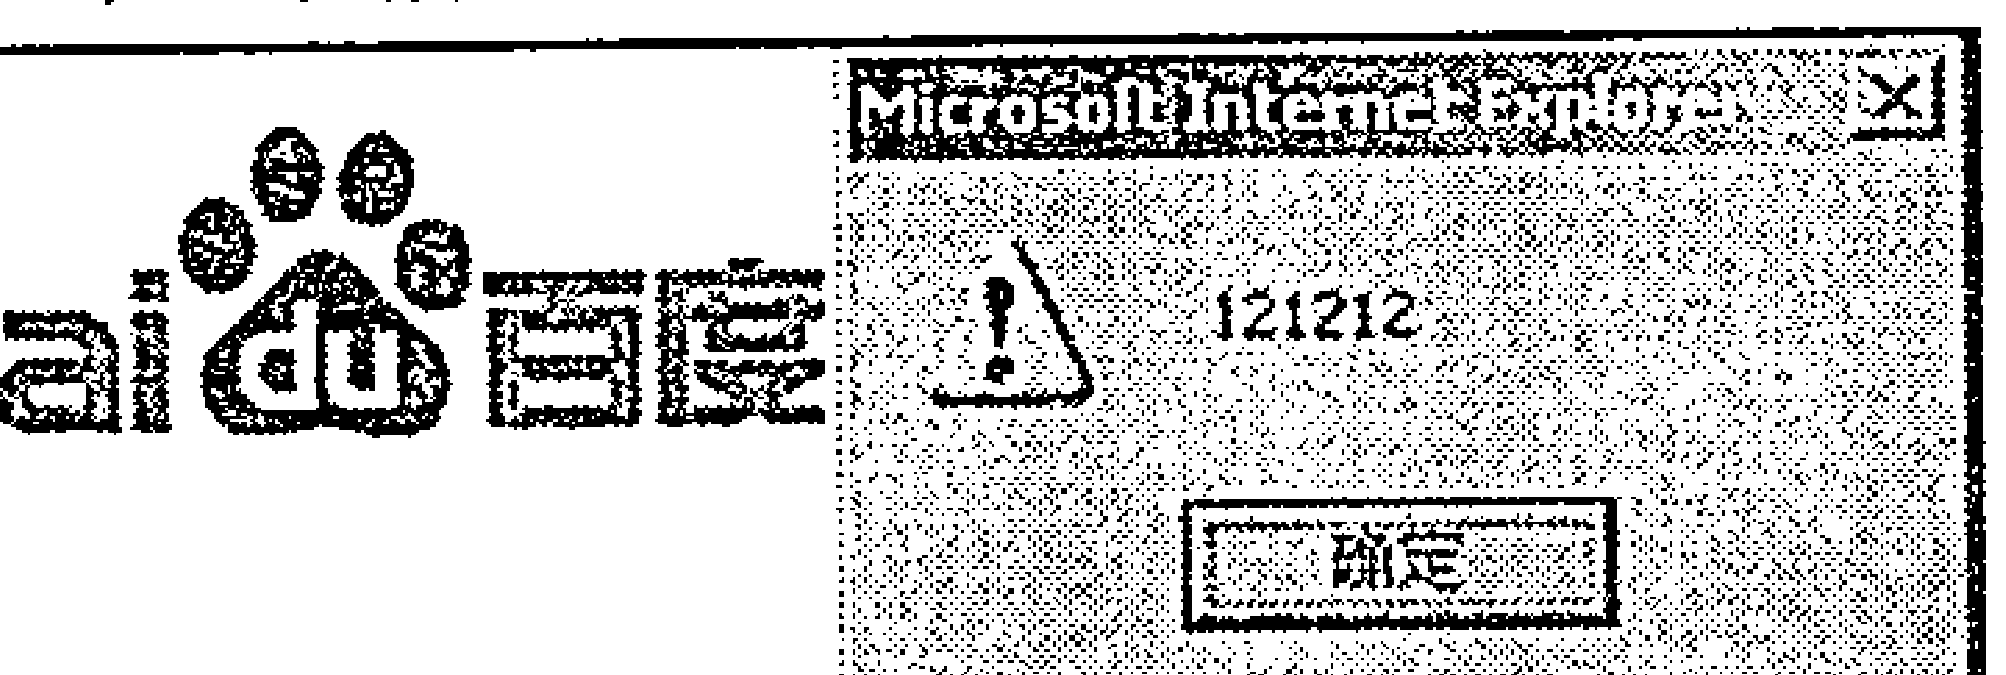 Microsoft Internet Explorer
ai du 百度
121212
确定